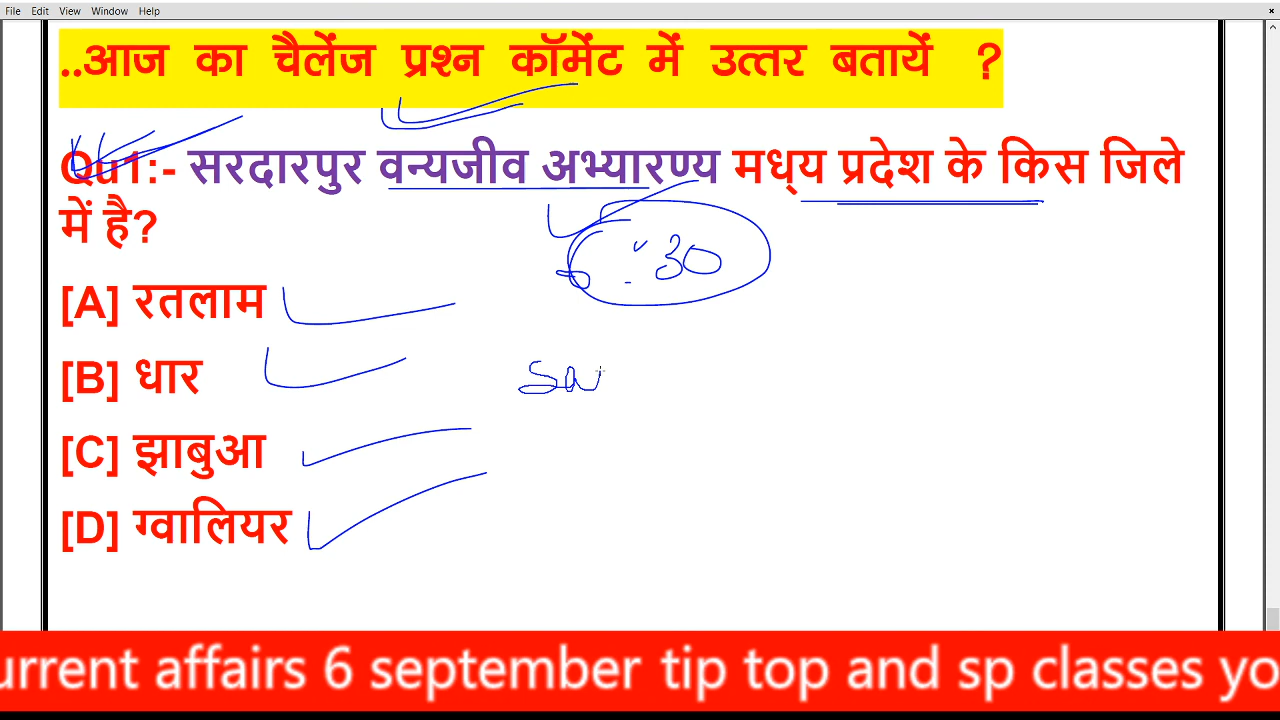 File Edit View Window Help
..आज का चैलेंज प्रश्न कॉमेंट में उत्तर बतायें ?
Qu1:- सरदारपुर वन्यजीव अभ्यारण्य मध्य प्रदेश के किस जिले
में है?
30
[A] रतलाम
[B] धार
[C] झाबुआ
[D] ग्वालियर
urrent affairs 6 september tip top and sp classes yo